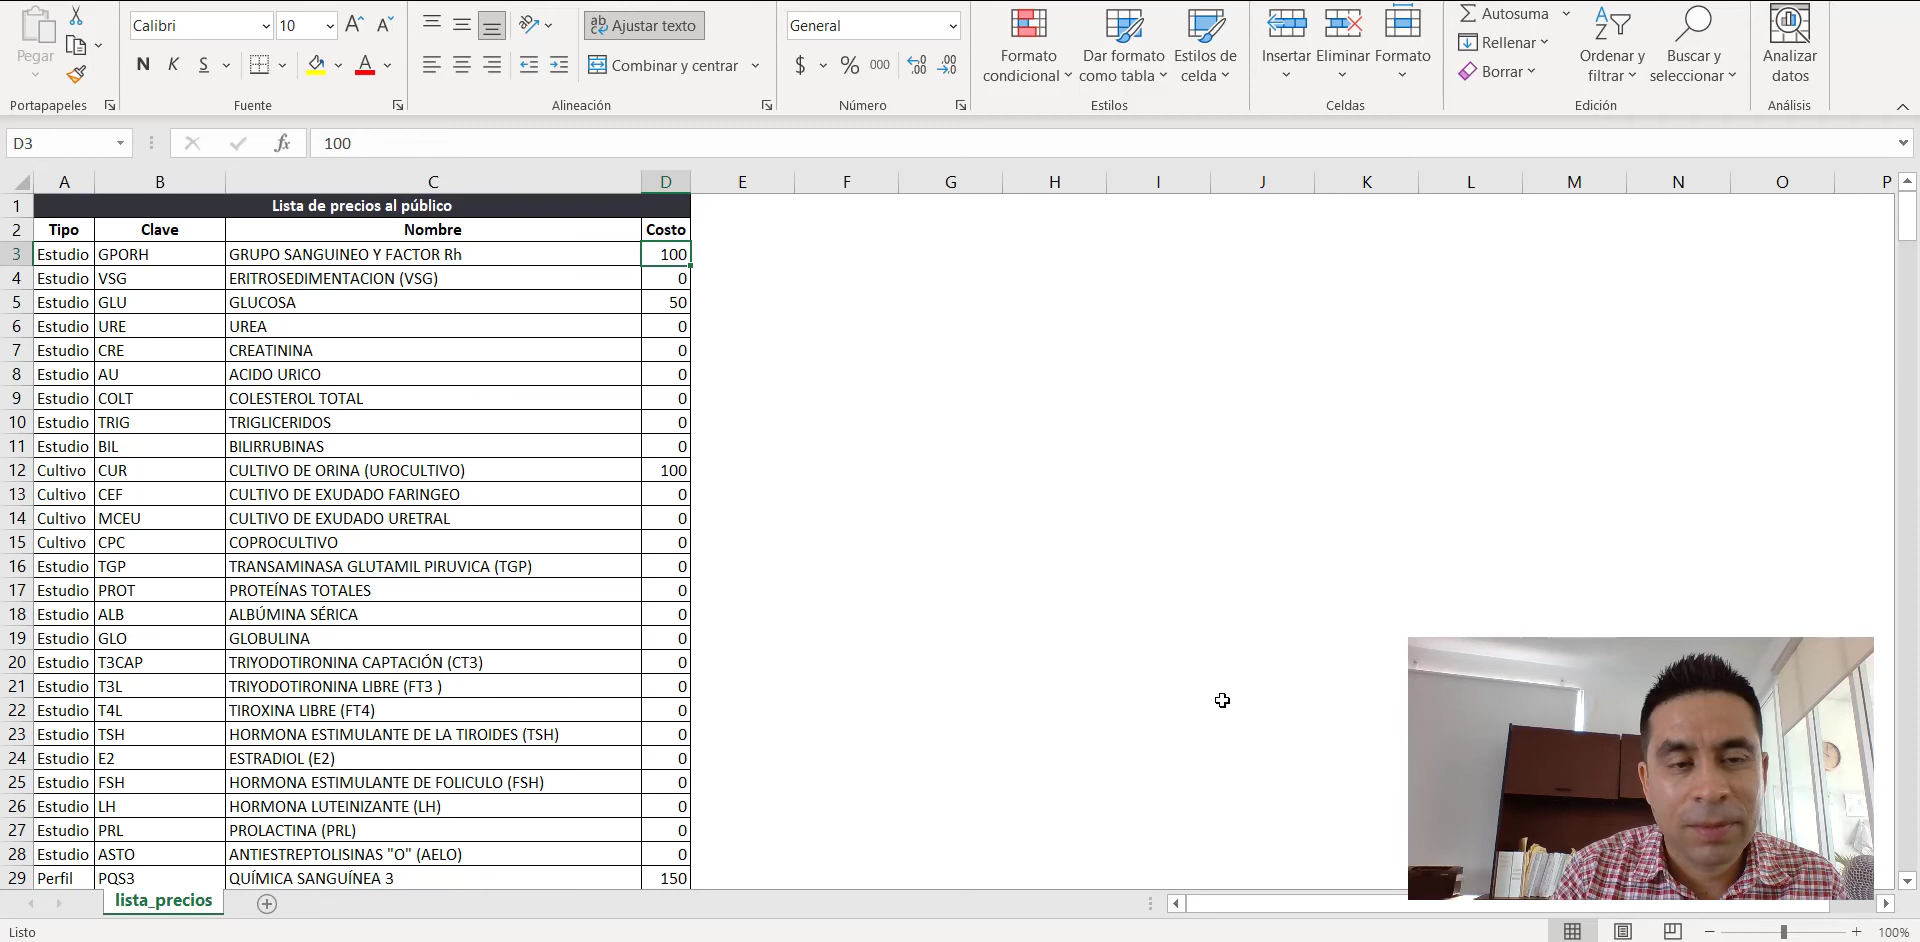 Pegar
Portapapeles
Calibri
10
A A
N K S
A
Fuente
ab Ajustar texto
Combinar y centrar
Alineación
General
$ % 000
Número
Formato condicional
Dar formato como tabla
Estilos de celda
Estilos
Insertar Eliminar Formato
Celdas
Autosuma
Rellenar
Borrar
Ordenar y filtrar
Buscar y seleccionar
Edición
Analizar datos
Análisis
D3 fx 100
A B C D E F G H I J K L M N O P
1 Lista de precios al público
2 Tipo Clave Nombre Costo
3 Estudio GPORH GRUPO SANGUINEO Y FACTOR Rh 100
4 Estudio VSG ERITROSEDIMENTACION (VSG) 0
5 Estudio GLU GLUCOSA 50
6 Estudio URE UREA 0
7 Estudio CRE CREATININA 0
8 Estudio AU ACIDO URICO 0
9 Estudio COLT COLESTEROL TOTAL 0
10 Estudio TRIG TRIGLICERIDOS 0
11 Estudio BIL BILIRRUBINAS 0
12 Cultivo CUR CULTIVO DE ORINA (UROCULTIVO) 100
13 Cultivo CEF CULTIVO DE EXUDADO FARINGEO 0
14 Cultivo MCEU CULTIVO DE EXUDADO URETRAL 0
15 Cultivo CPC COPROCULTIVO 0
16 Estudio TGP TRANSAMINASA GLUTAMIL PIRUVICA (TGP) 0
17 Estudio PROT PROTEÍNAS TOTALES 0
18 Estudio ALB ALBÚMINA SÉRICA 0
19 Estudio GLO GLOBULINA 0
20 Estudio T3CAP TRIYODOTIRONINA CAPTACIÓN (CT3) 0
21 Estudio T3L TRIYODOTIRONINA LIBRE (FT3 ) 0
22 Estudio T4L TIROXINA LIBRE (FT4) 0
23 Estudio TSH HORMONA ESTIMULANTE DE LA TIROIDES (TSH) 0
24 Estudio E2 ESTRADIOL (E2) 0
25 Estudio FSH HORMONA ESTIMULANTE DE FOLICULO (FSH) 0
26 Estudio LH HORMONA LUTEINIZANTE (LH) 0
27 Estudio PRL PROLACTINA (PRL) 0
28 Estudio ASTO ANTIESTREPTOLISINAS "O" (AELO) 0
29 Perfil PQS3 QUÍMICA SANGUÍNEA 3 150
lista_precios
Listo
100%